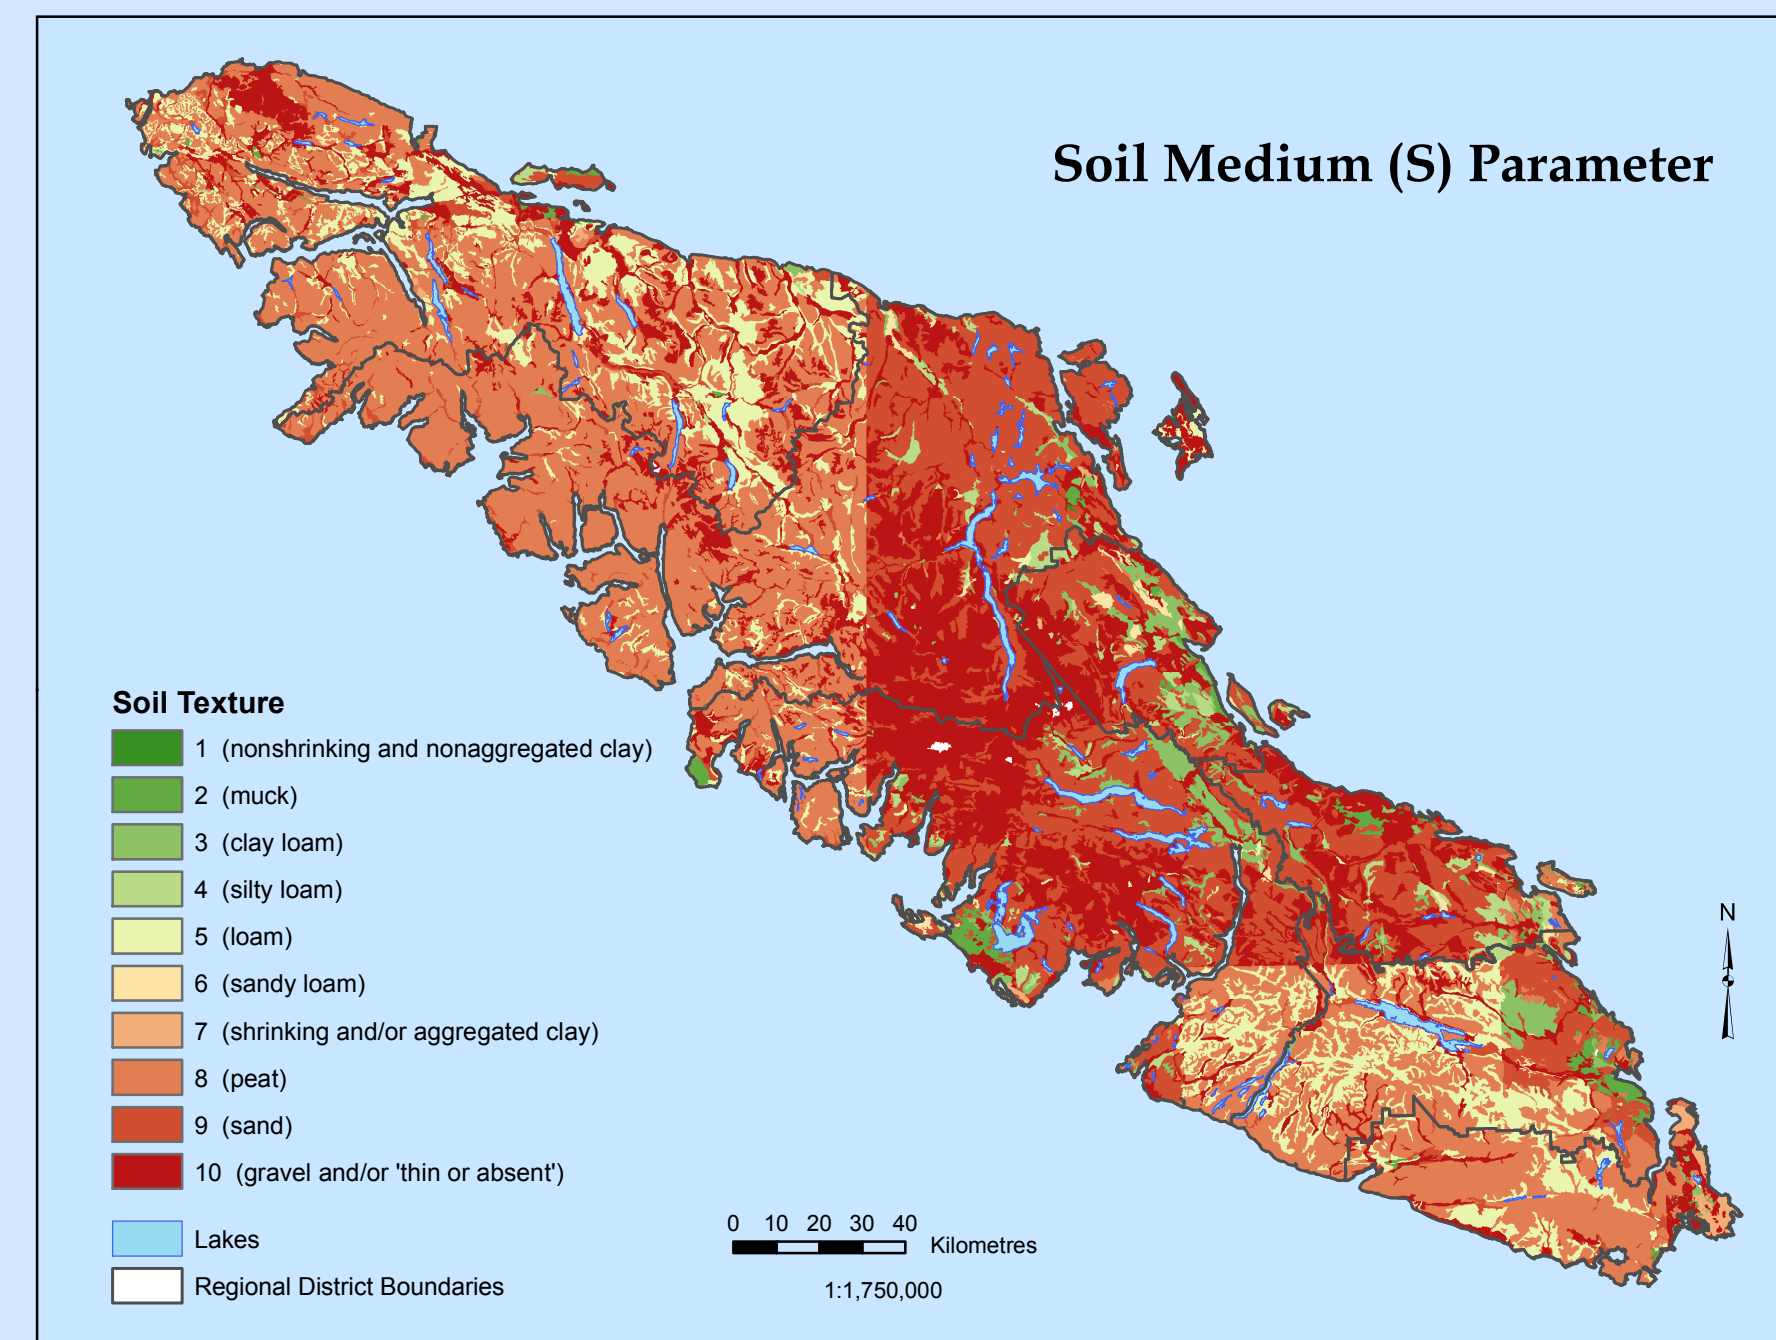 Soil Medium (S) Parameter
Soil Texture
1 (nonshrinking and nonaggregated clay)
2 (muck)
3 (clay loam)
4 (silty loam)
5 (loam)
6 (sandy loam)
7 (shrinking and/or aggregated clay)
8 (peat)
9 (sand)
10 (gravel and/or 'thin or absent')
Lakes
Regional District Boundaries
0 10 20 30 40
Kilometres
1:1,750,000
N